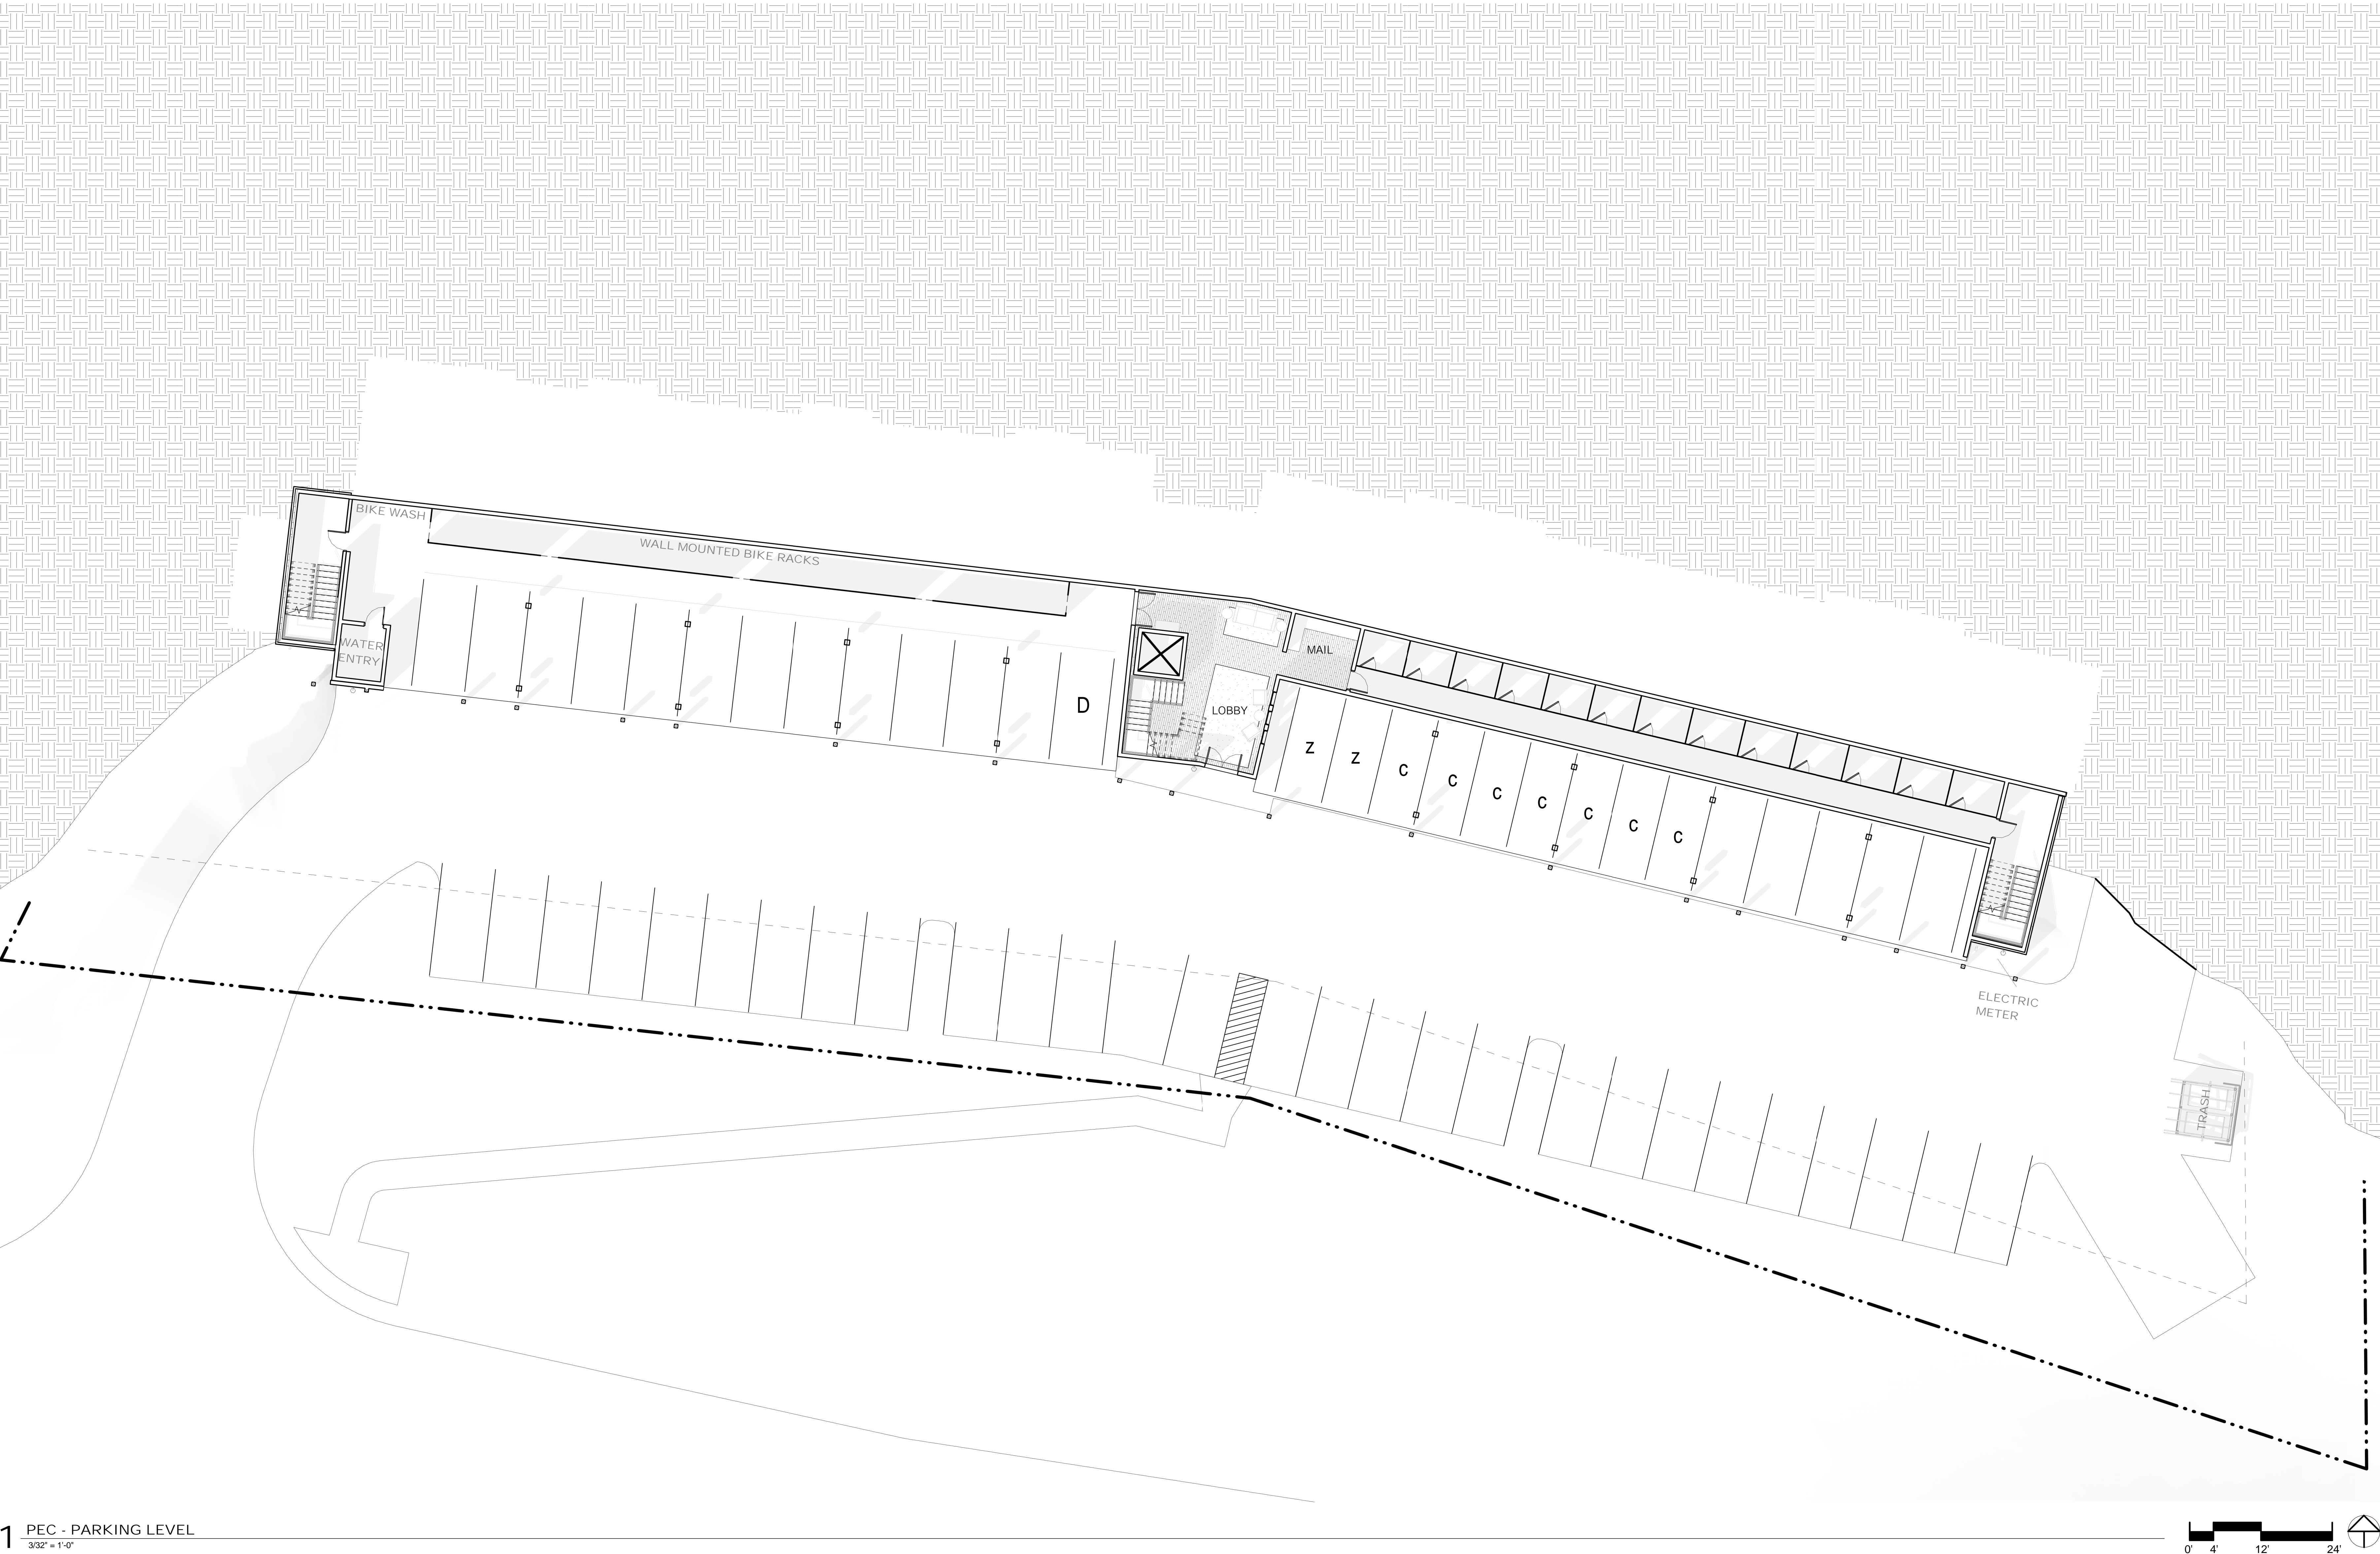 BIKE WASH
WALL MOUNTED BIKE RACKS
WATER
ENTRY
MAIL
D
LOBBY
Z
Z
C
C
C
C
C
C
C
ELECTRIC
METER
TRASH
1
PEC - PARKING LEVEL
3/32" = 1'-0"
0'
4'
12'
24'